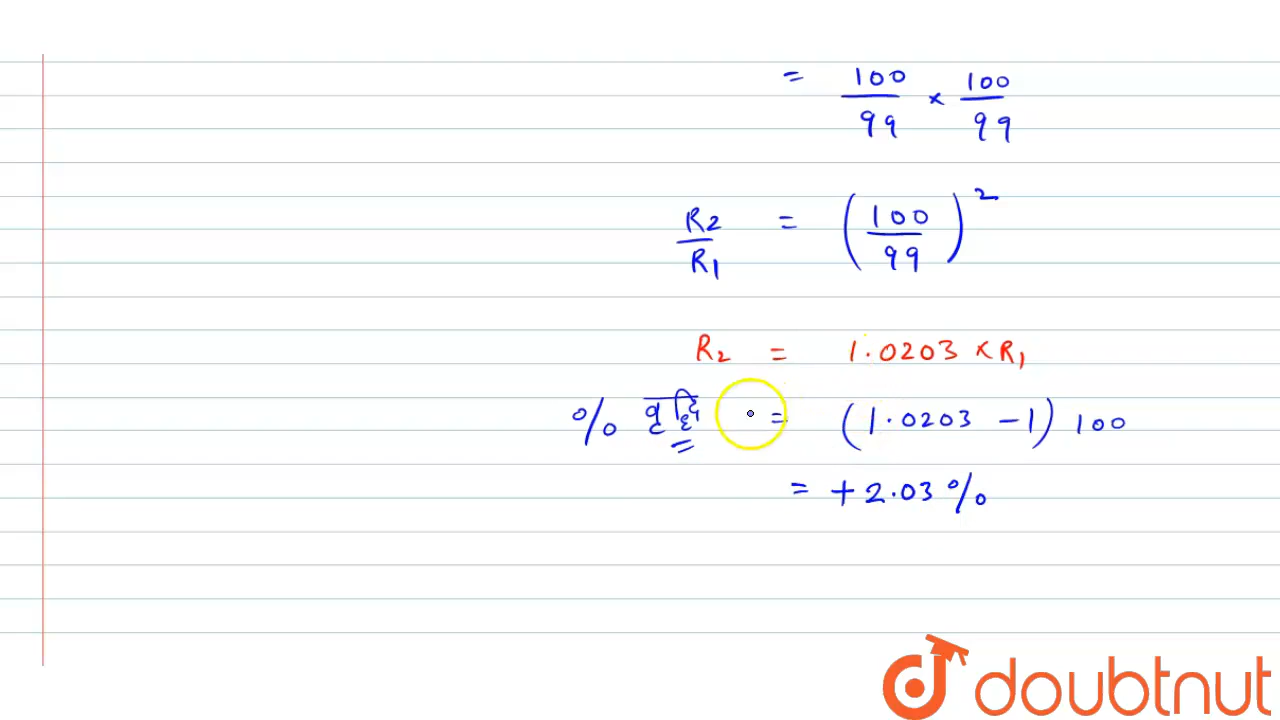 = 100/99 × 100/99
R2/R1 = (100/99)²
R2 = 1.0203 × R1
% वृद्धि = (1.0203 - 1) 100
= + 2.03 %
doubtnut